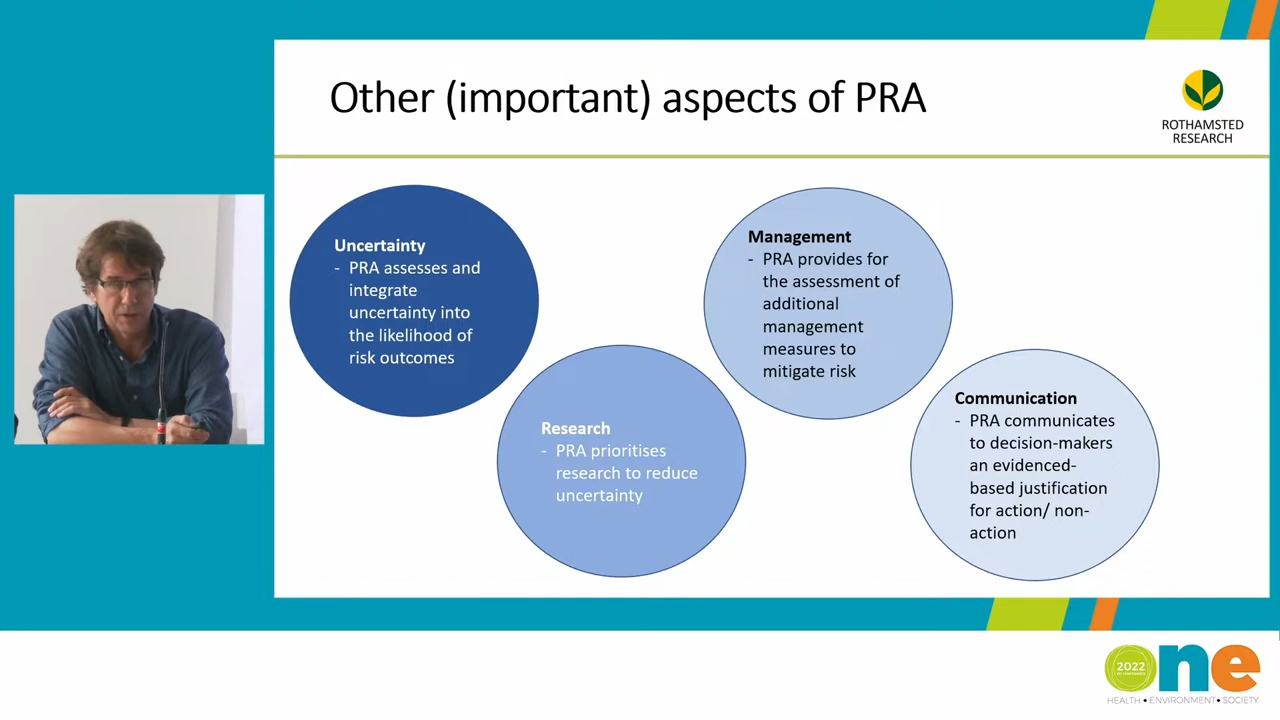 Other (important) aspects of PRA
ROTHAMSTED
RESEARCH
Uncertainty
- PRA assesses and
integrate
uncertainty into
the likelihood of
risk outcomes
Research
- PRA prioritises
research to reduce
uncertainty
Management
- PRA provides for
the assessment of
additional
management
measures to
mitigate risk
Communication
- PRA communicates
to decision-makers
an evidenced-
based justification
for action/ non-
action
2022
one
HEALTH • ENVIRONMENT • SOCIETY